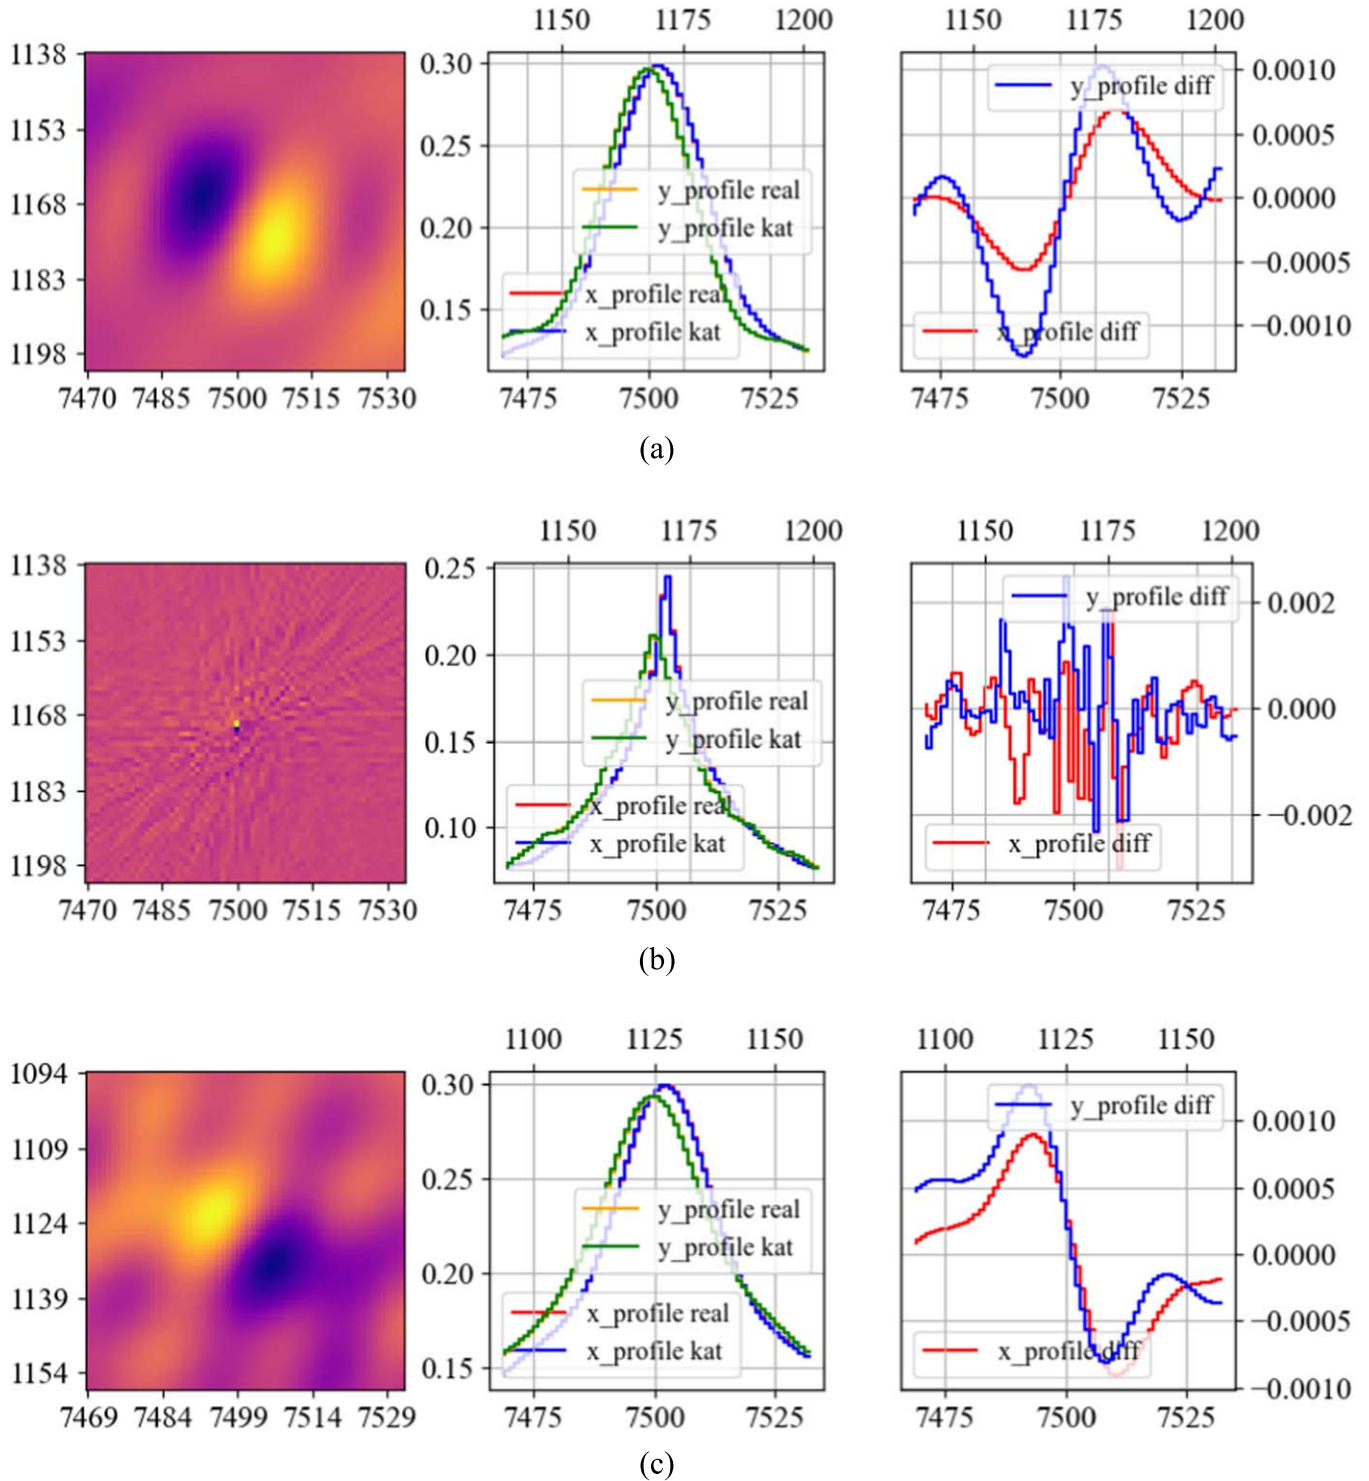 1150 1175 1200
1150 1175 1200
1138
1153
1168
1183
1198
7470 7485 7500 7515 7530
0.30
0.25
0.20
0.15
y_profile real
y_profile kat
x_profile real
x_profile kat
7475 7500 7525
y_profile diff
x_profile diff
0.0010
0.0005
0.0000
−0.0005
−0.0010
7475 7500 7525
(a)
1150 1175 1200
1150 1175 1200
1138
1153
1168
1183
1198
7470 7485 7500 7515 7530
0.25
0.20
0.15
0.10
y_profile real
y_profile kat
x_profile real
x_profile kat
7475 7500 7525
y_profile diff
x_profile diff
0.002
0.000
−0.002
7475 7500 7525
(b)
1100 1125 1150
1100 1125 1150
1094
1109
1124
1139
1154
7469 7484 7499 7514 7529
0.30
0.25
0.20
0.15
y_profile real
y_profile kat
x_profile real
x_profile kat
7475 7500 7525
y_profile diff
x_profile diff
0.0010
0.0005
0.0000
−0.0005
−0.0010
7475 7500 7525
(c)